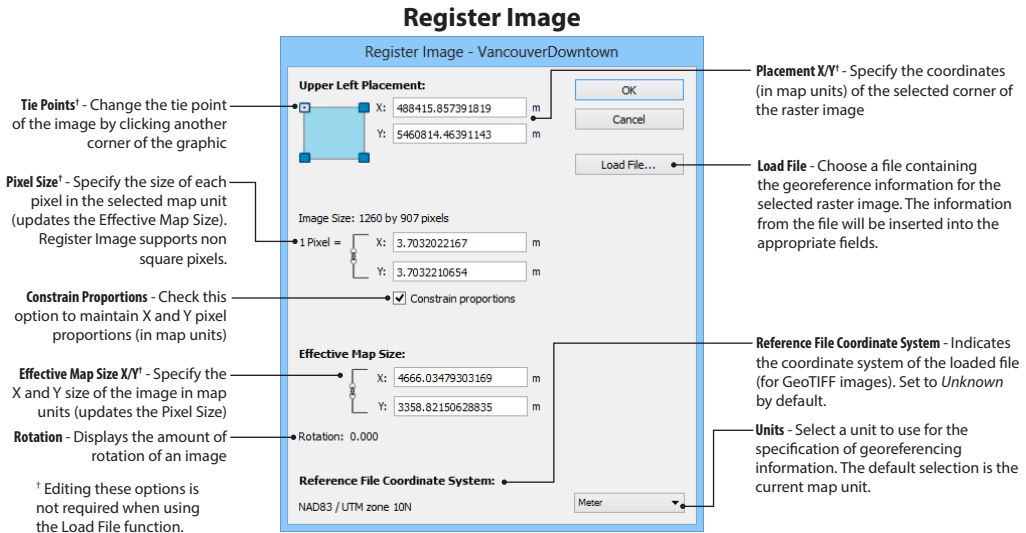 Register Image
Register Image - VancouverDowntown
Upper Left Placement:
X: 488415.857391819 m
Y: 5460814.46391143 m
OK
Cancel
Load File...
Image Size: 1260 by 907 pixels
1 Pixel =
X: 3.7032022167 m
Y: 3.7032210654 m
Constrain proportions
Effective Map Size:
X: 4666.03479303169 m
Y: 3358.82150628835 m
Rotation: 0.000
Reference File Coordinate System:
NAD83 / UTM zone 10N
Meter
Tie Points† - Change the tie point
of the image by clicking another
corner of the graphic
Pixel Size† - Specify the size of each
pixel in the selected map unit
(updates the Effective Map Size).
Register Image supports non
square pixels.
Constrain Proportions - Check this
option to maintain X and Y pixel
proportions (in map units)
Effective Map Size X/Y† - Specify the
X and Y size of the image in map
units (updates the Pixel Size)
Rotation - Displays the amount of
rotation of an image
† Editing these options is
not required when using
the Load File function.
Placement X/Y† - Specify the coordinates
(in map units) of the selected corner of
the raster image
Load File - Choose a file containing
the georeference information for the
selected raster image. The information
from the file will be inserted into the
appropriate fields.
Reference File Coordinate System - Indicates
the coordinate system of the loaded file
(for GeoTIFF images). Set to Unknown
by default.
Units - Select a unit to use for the
specification of georeferencing
information. The default selection is the
current map unit.